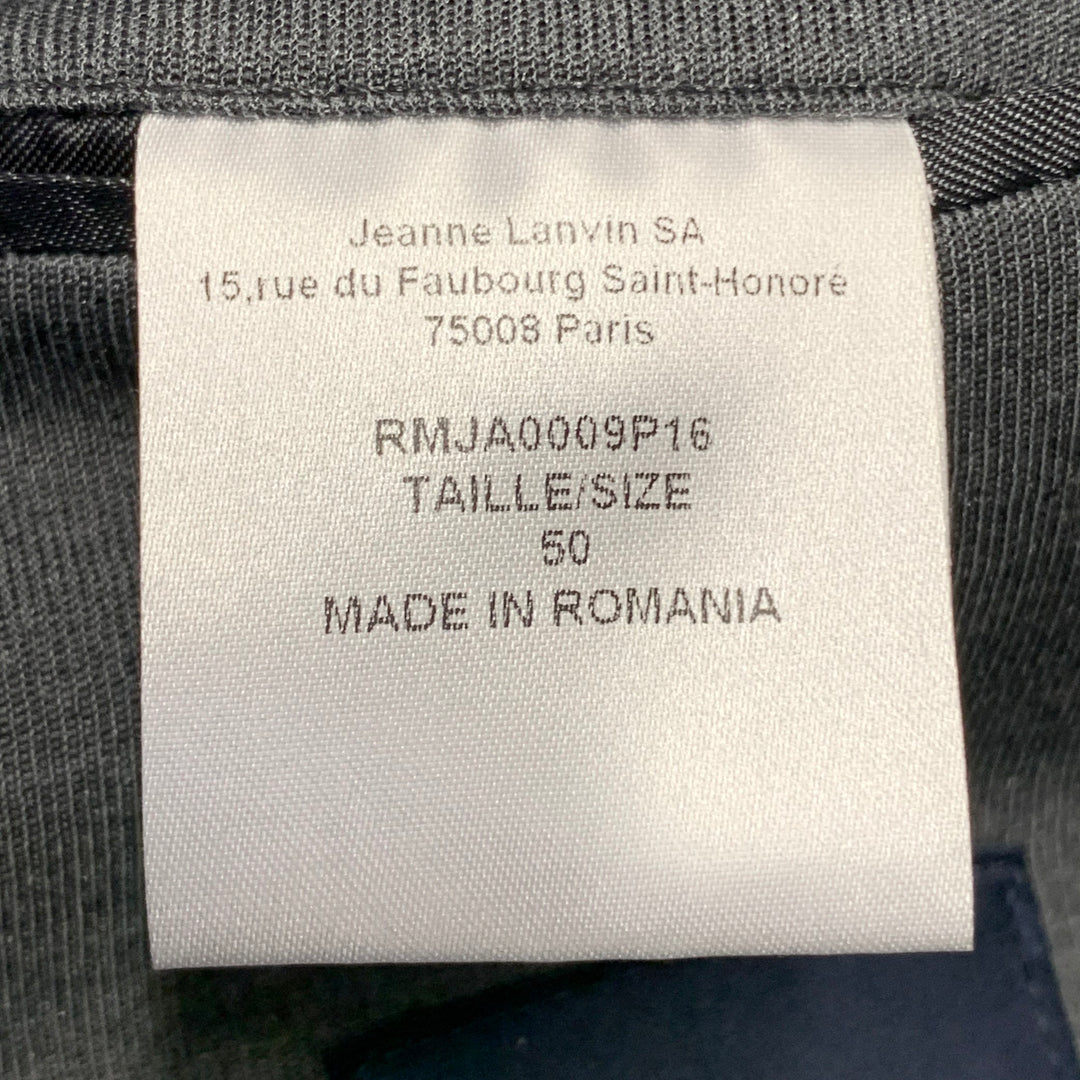 Jeanne Lanvin SA
15,rue du Faubourg Saint-Honoré
75008 Paris
RMJA0009P16
TAILLE/SIZE
50
MADE IN ROMANIA